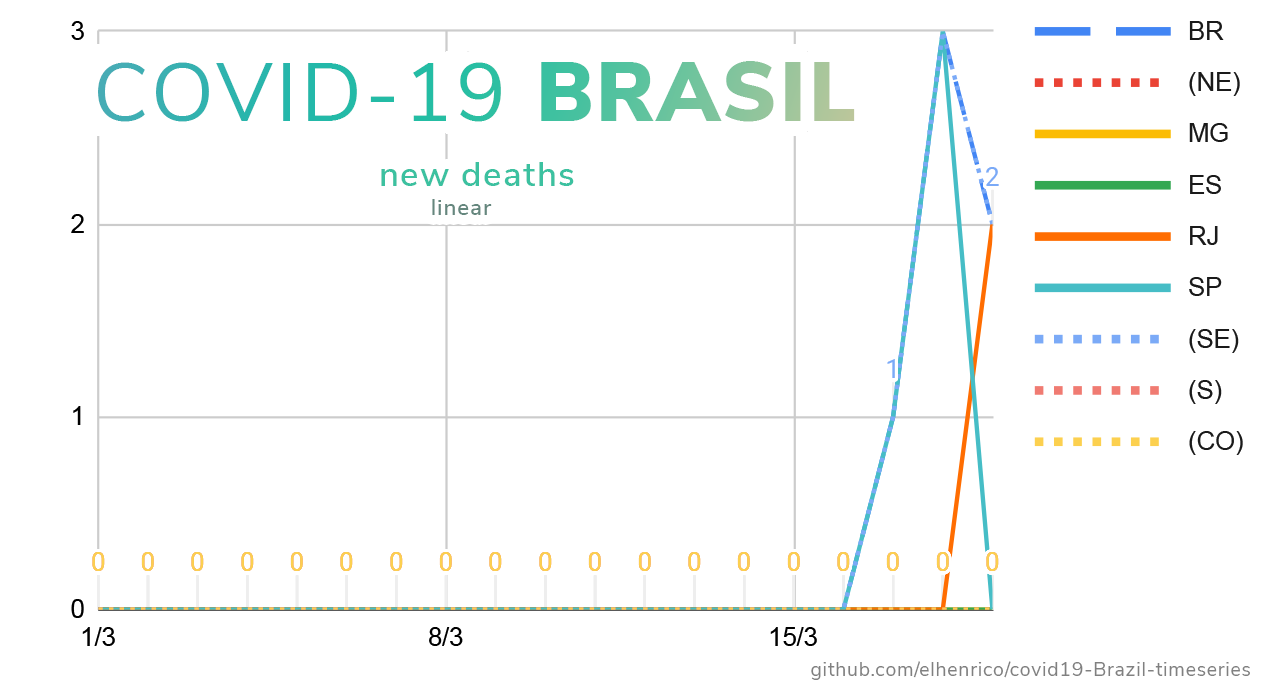 3
COVID-19 BRASIL
new deaths
linear
2
2
1
1
0 0 0 0 0 0 0 0 0 0 0 0 0 0 0 0 0 0 0
0
1/3 8/3 15/3
BR
(NE)
MG
ES
RJ
SP
(SE)
(S)
(CO)
github.com/elhenrico/covid19-Brazil-timeseries